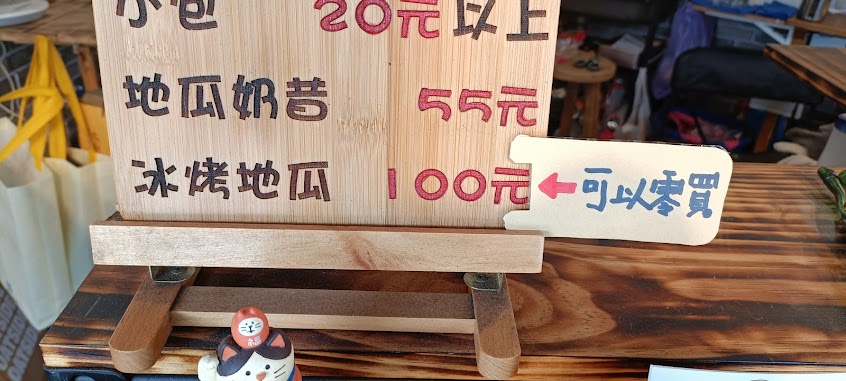 小包 20元以上
地瓜奶昔 55元
冰烤地瓜 100元
可以零買
福